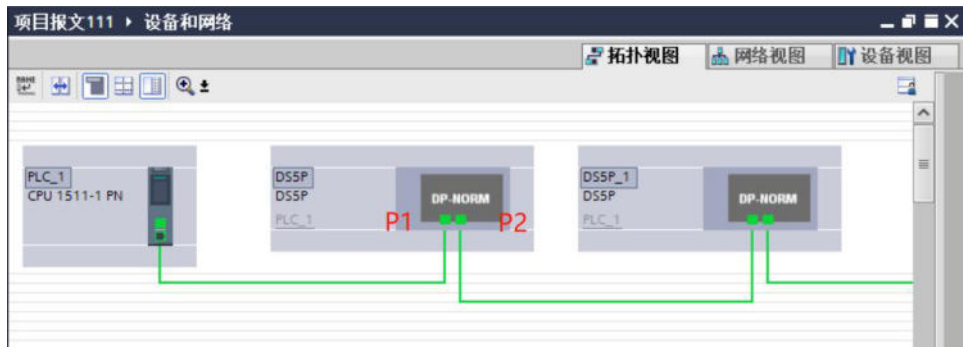 项目报文111 ▸ 设备和网络
拓扑视图 网络视图 设备视图
PLC_1
CPU 1511-1 PN
DS5P
DS5P
PLC_1
DP-NORM
P1
P2
DS5P_1
DS5P
PLC_1
DP-NORM